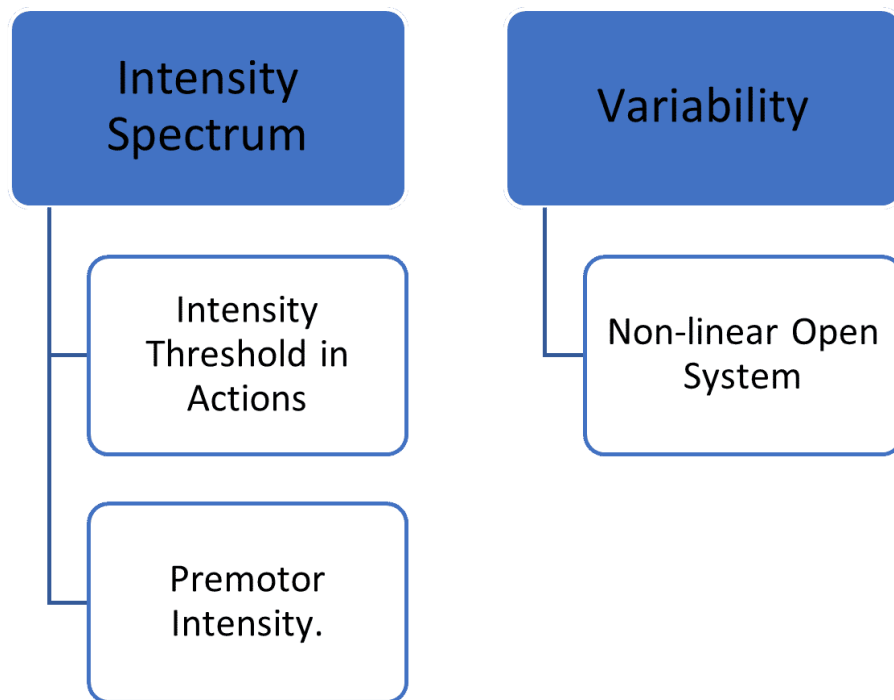 Intensity
Spectrum
Intensity
Threshold in
Actions
Premotor
Intensity.
Variability
Non-linear Open
System